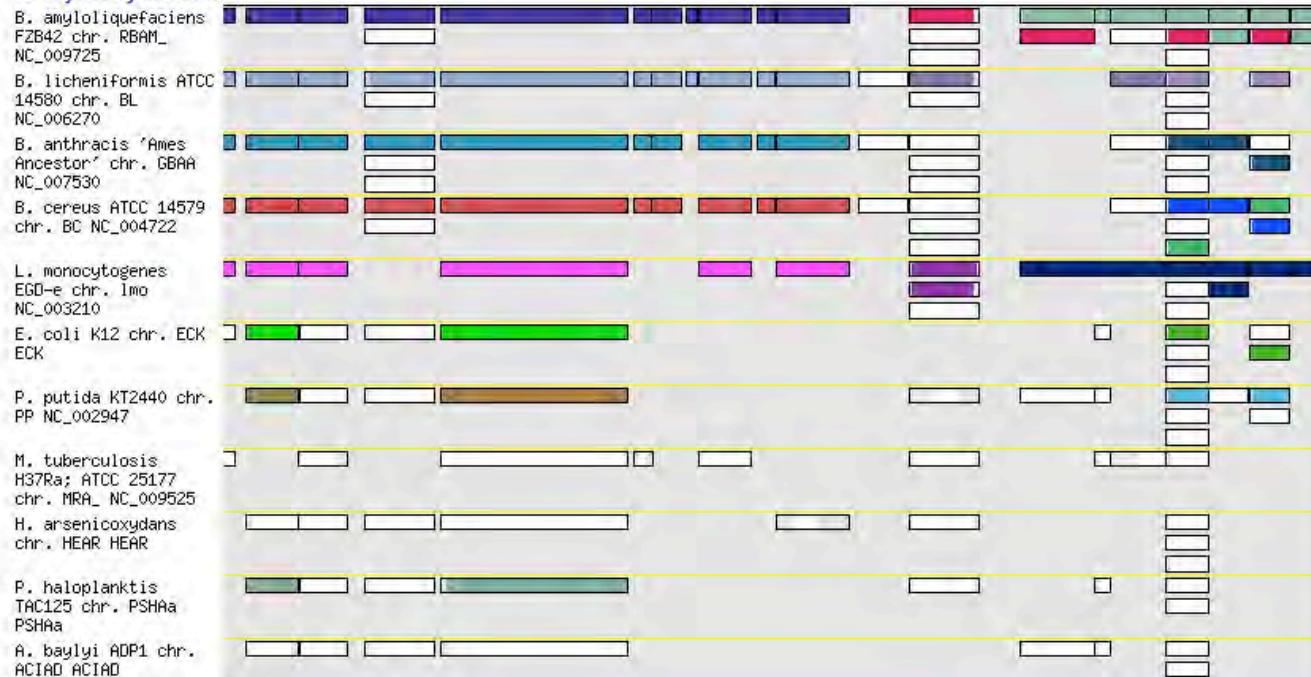 B. amyloliquefaciens
FZB42 chr. RBAM_
NC_009725
B. licheniformis ATCC
14580 chr. BL
NC_006270
B. anthracis 'Ames
Ancestor' chr. GBAA
NC_007530
B. cereus ATCC 14579
chr. BC NC_004722
L. monocytogenes
EGD-e chr. lmo
NC_003210
E. coli K12 chr. ECK
ECK
P. putida KT2440 chr.
PP NC_002947
M. tuberculosis
H37Ra; ATCC 25177
chr. MRA_ NC_009525
H. arsenicoxydans
chr. HEAR HEAR
P. haloplanktis
TAC125 chr. PSHAa
PSHAa
A. baylyi ADP1 chr.
ACIAD ACIAD